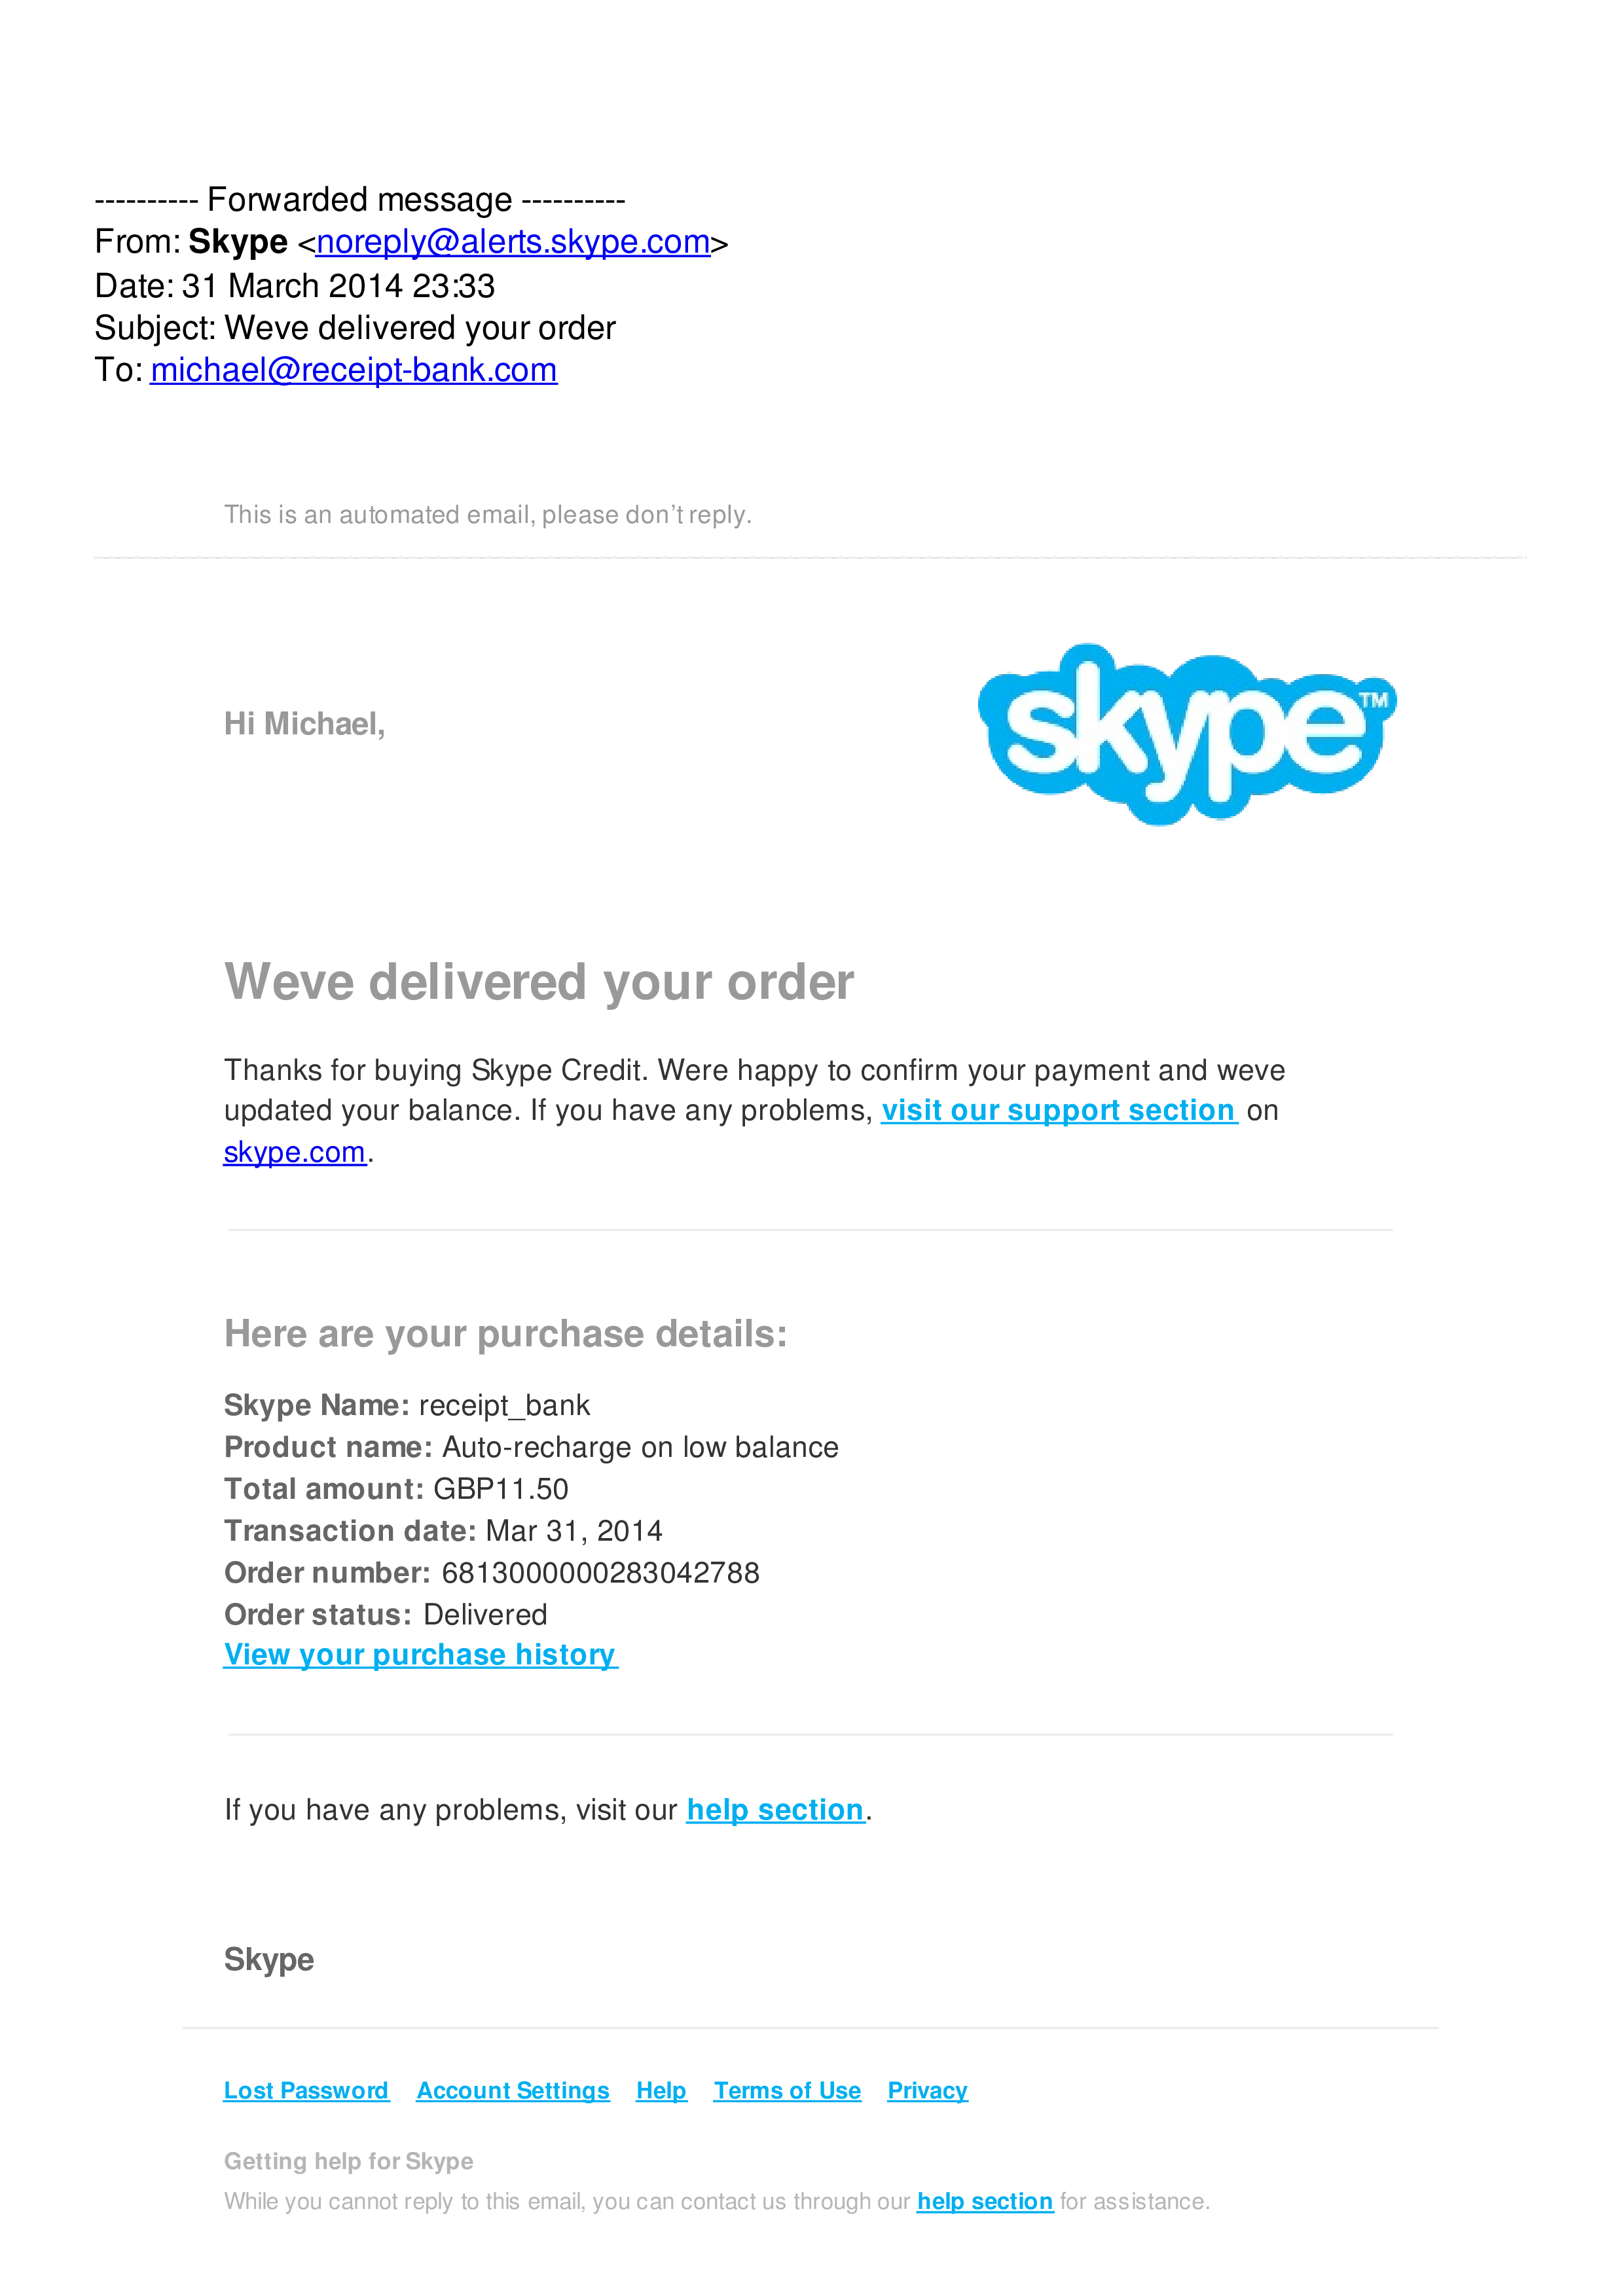 ---------- Forwarded message ----------
From: Skype <noreply@alerts.skype.com>
Date: 31 March 2014 23:33
Subject: Weve delivered your order
To: michael@receipt-bank.com
This is an automated email, please don’t reply.
Hi Michael,
skype™
Weve delivered your order
Thanks for buying Skype Credit. Were happy to confirm your payment and weve
updated your balance. If you have any problems, visit our support section on
skype.com.
Here are your purchase details:
Skype Name: receipt_bank
Product name: Auto-recharge on low balance
Total amount: GBP11.50
Transaction date: Mar 31, 2014
Order number: 6813000000283042788
Order status: Delivered
View your purchase history
If you have any problems, visit our help section.
Skype
Lost Password Account Settings Help Terms of Use Privacy
Getting help for Skype
While you cannot reply to this email, you can contact us through our help section for assistance.